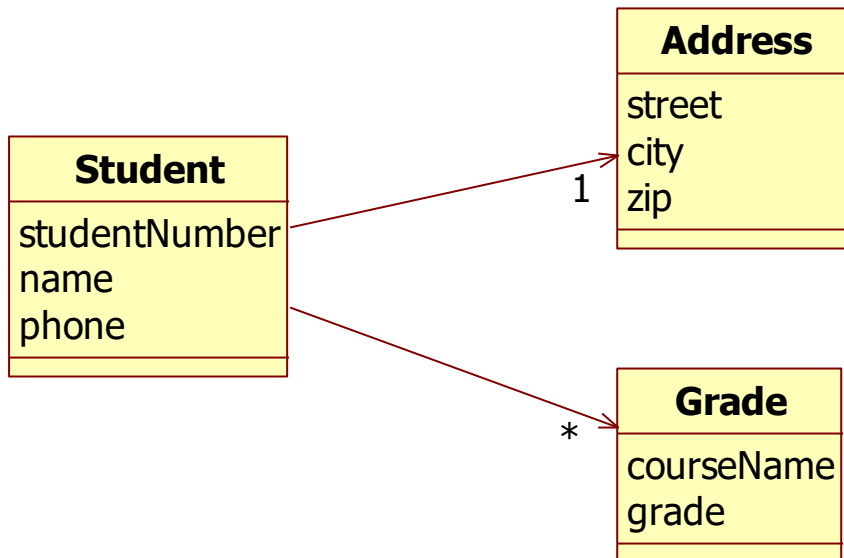 Student
studentNumber
name
phone
1
Address
street
city
zip
*
Grade
courseName
grade